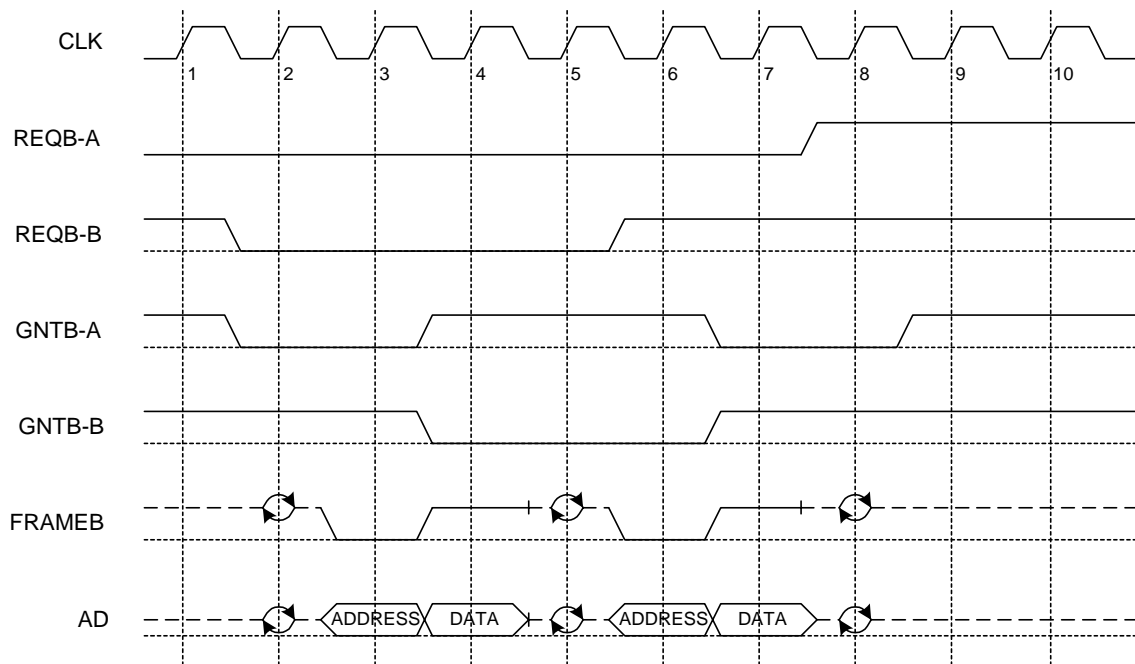 CLK
1 2 3 4 5 6 7 8 9 10
REQB-A
REQB-B
GNTB-A
GNTB-B
FRAMEB
AD ADDRESS DATA ADDRESS DATA